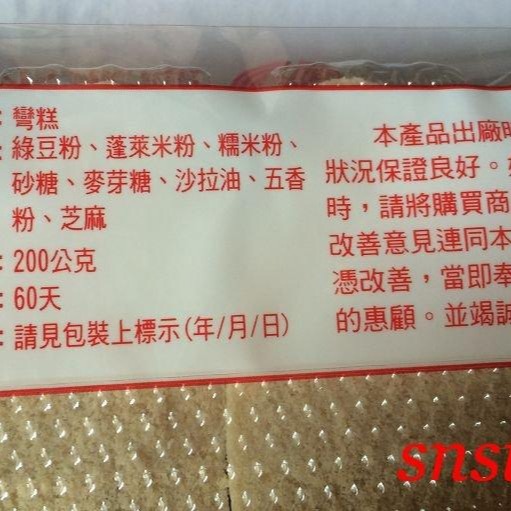 ：彎糕
：綠豆粉、蓬萊米粉、糯米粉、
砂糖、麥芽糖、沙拉油、五香
粉、芝麻
：200公克
：60天
：請見包裝上標示(年/月/日)
本產品出廠時
狀況保證良好。
時，請將購買商
改善意見連同本
憑改善，當即奉
的惠顧。並竭誠
snsu